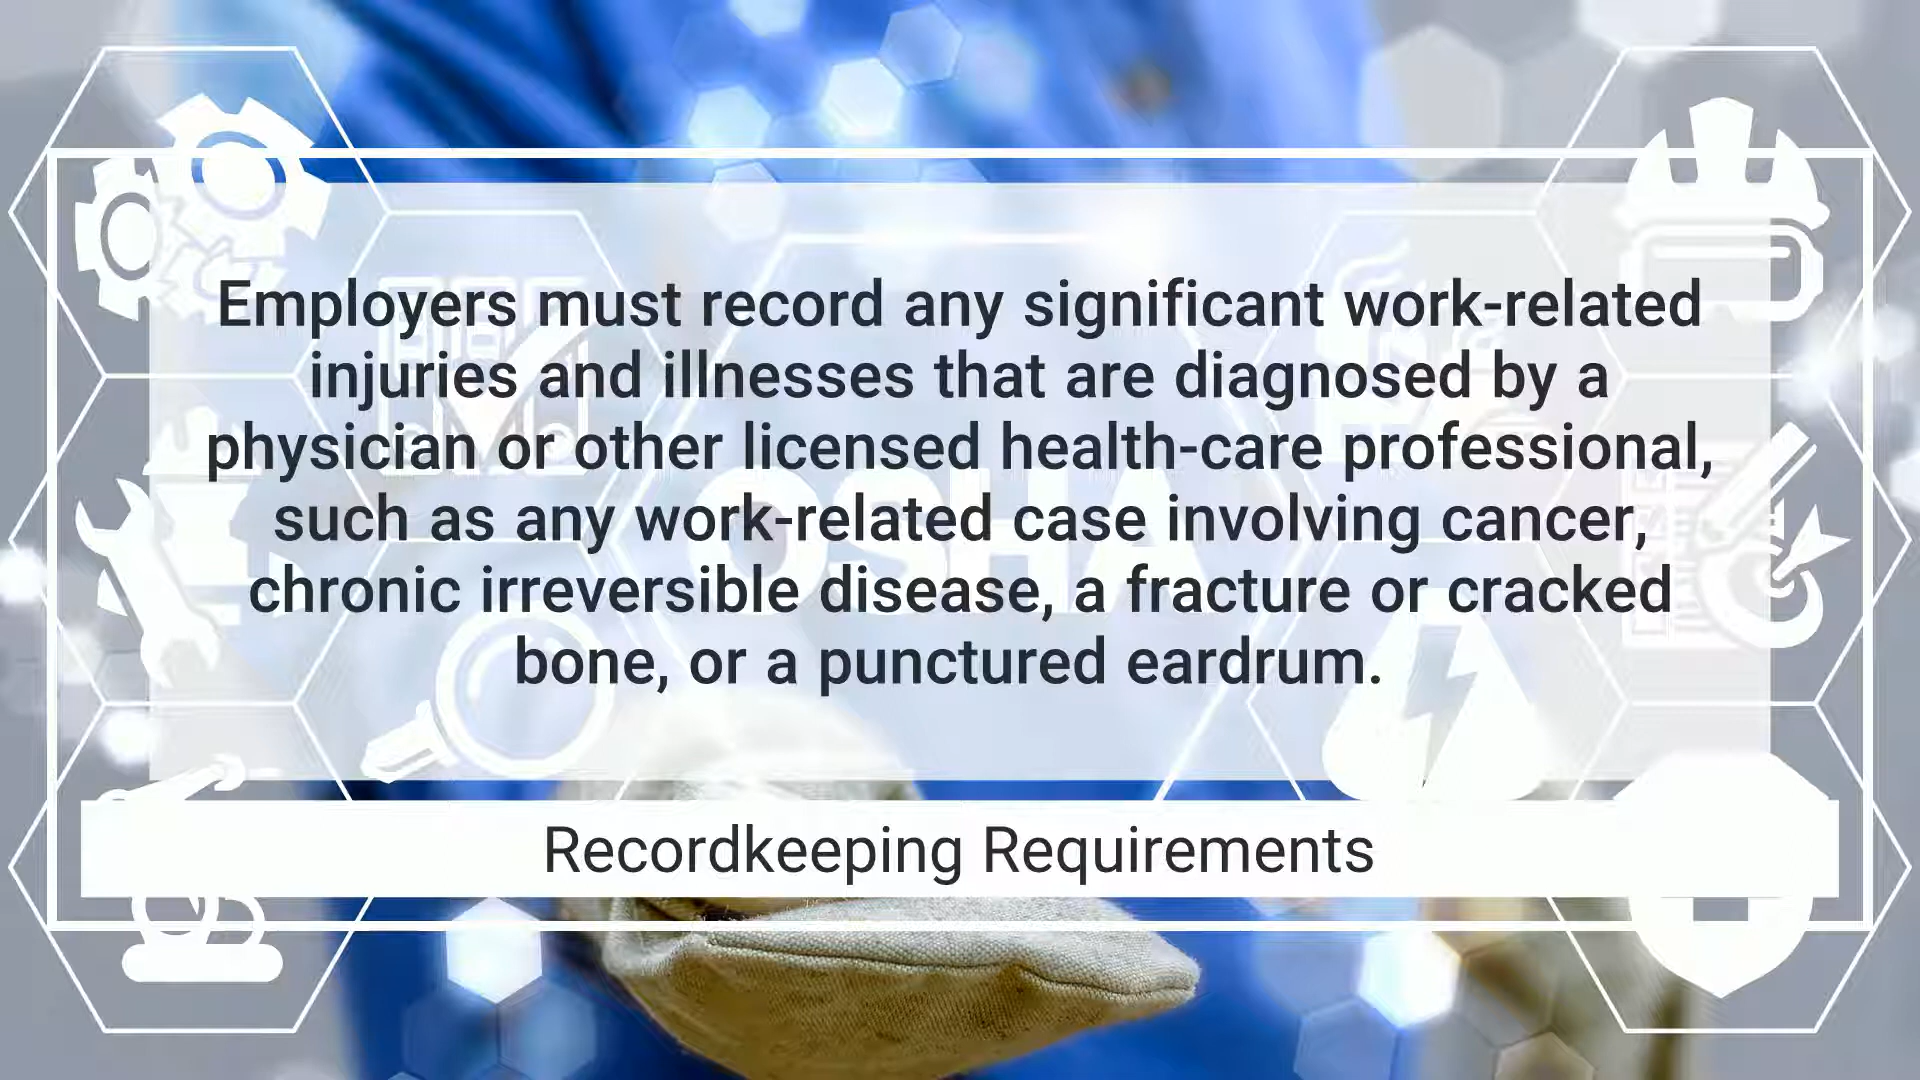 Employers must record any significant work-related
injuries and illnesses that are diagnosed by a
physician or other licensed health-care professional,
such as any work-related case involving cancer,
chronic irreversible disease, a fracture or cracked
bone, or a punctured eardrum.
OSHA
Recordkeeping Requirements